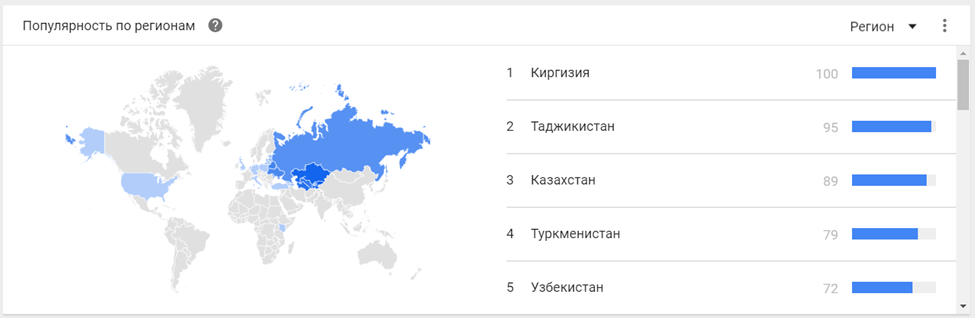 Популярность по регионам ?
Регион
1 Киргизия 100
2 Таджикистан 95
3 Казахстан 89
4 Туркменистан 79
5 Узбекистан 72